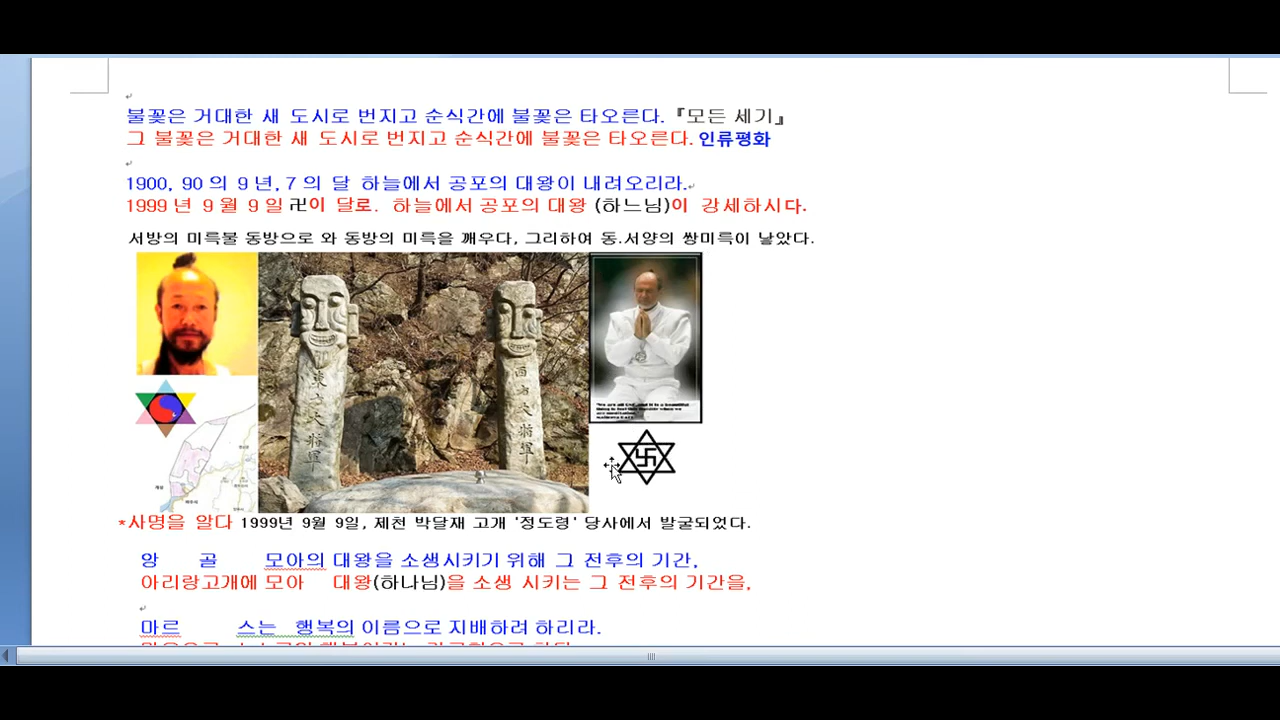 불꽃은 거대한 새 도시로 번지고 순식간에 불꽃은 타오른다. 『모든 세기』
그 불꽃은 거대한 새 도시로 번지고 순식간에 불꽃은 타오른다. 인류평화
1900, 90 의 9 년, 7 의 달 하늘에서 공포의 대왕이 내려오리라.
1999 년 9 월 9 일 卍이 달로. 하늘에서 공포의 대왕 (하느님)이 강세하시다.
서방의 미륵불 동방으로 와 동방의 미륵을 깨우다, 그리하여 동.서양의 쌍미륵이 낳았다.
東方大將軍
西方大將軍
*사명을 알다 1999년 9월 9일, 제천 박달재 고개 '정도령' 당사에서 발굴되었다.
앙 골 모아의 대왕을 소생시키기 위해 그 전후의 기간,
아리랑고개에 모아 대왕(하나님)을 소생 시키는 그 전후의 기간을,
마르 스는 행복의 이름으로 지배하려 하리라.